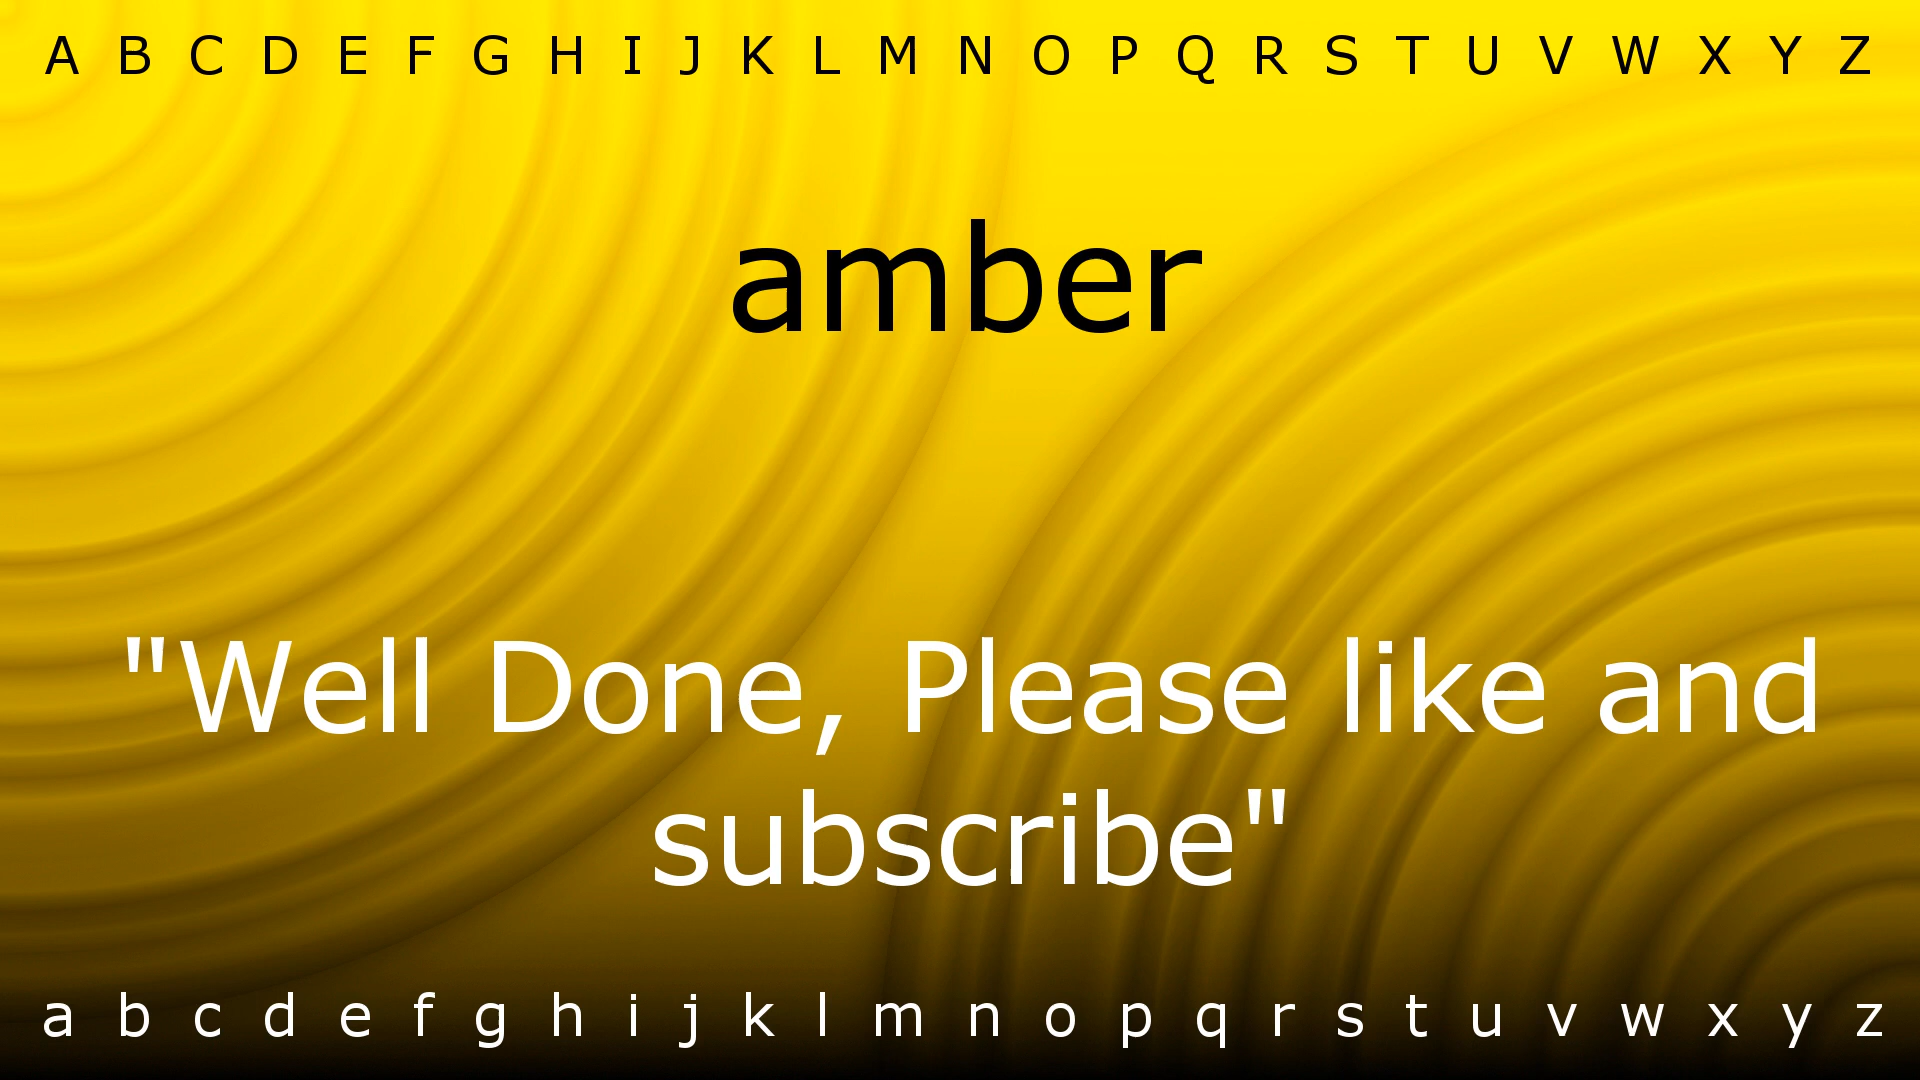 A B C D E F G H I J K L M N O P Q R S T U V W X Y Z
amber
"Well Done, Please like and
subscribe"
a b c d e f g h i j k l m n o p q r s t u v w x y z